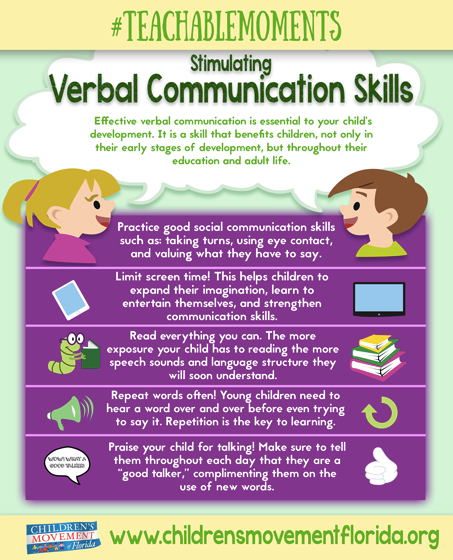 #TEACHABLEMOMENTS
Stimulating
Verbal Communication Skills
Effective verbal communication is essential to your child's
development. It is a skill that benefits children, not only in
their early stages of development, but throughout their
education and adult life.
Practice good social communication skills
such as: taking turns, using eye contact,
and valuing what they have to say.
Limit screen time! This helps children to
expand their imagination, learn to
entertain themselves, and strengthen
communication skills.
Read everything you can. The more
exposure your child has to reading the more
speech sounds and language structure they
will soon understand.
Repeat words often! Young children need to
hear a word over and over before even trying
to say it. Repetition is the key to learning.
WOW! WHAT A
GOOD TALKER!
Praise your child for talking! Make sure to tell
them throughout each day that they are a
"good talker," complimenting them on the
use of new words.
CHILDREN'S
MOVEMENT
of Florida
www.childrensmovementflorida.org